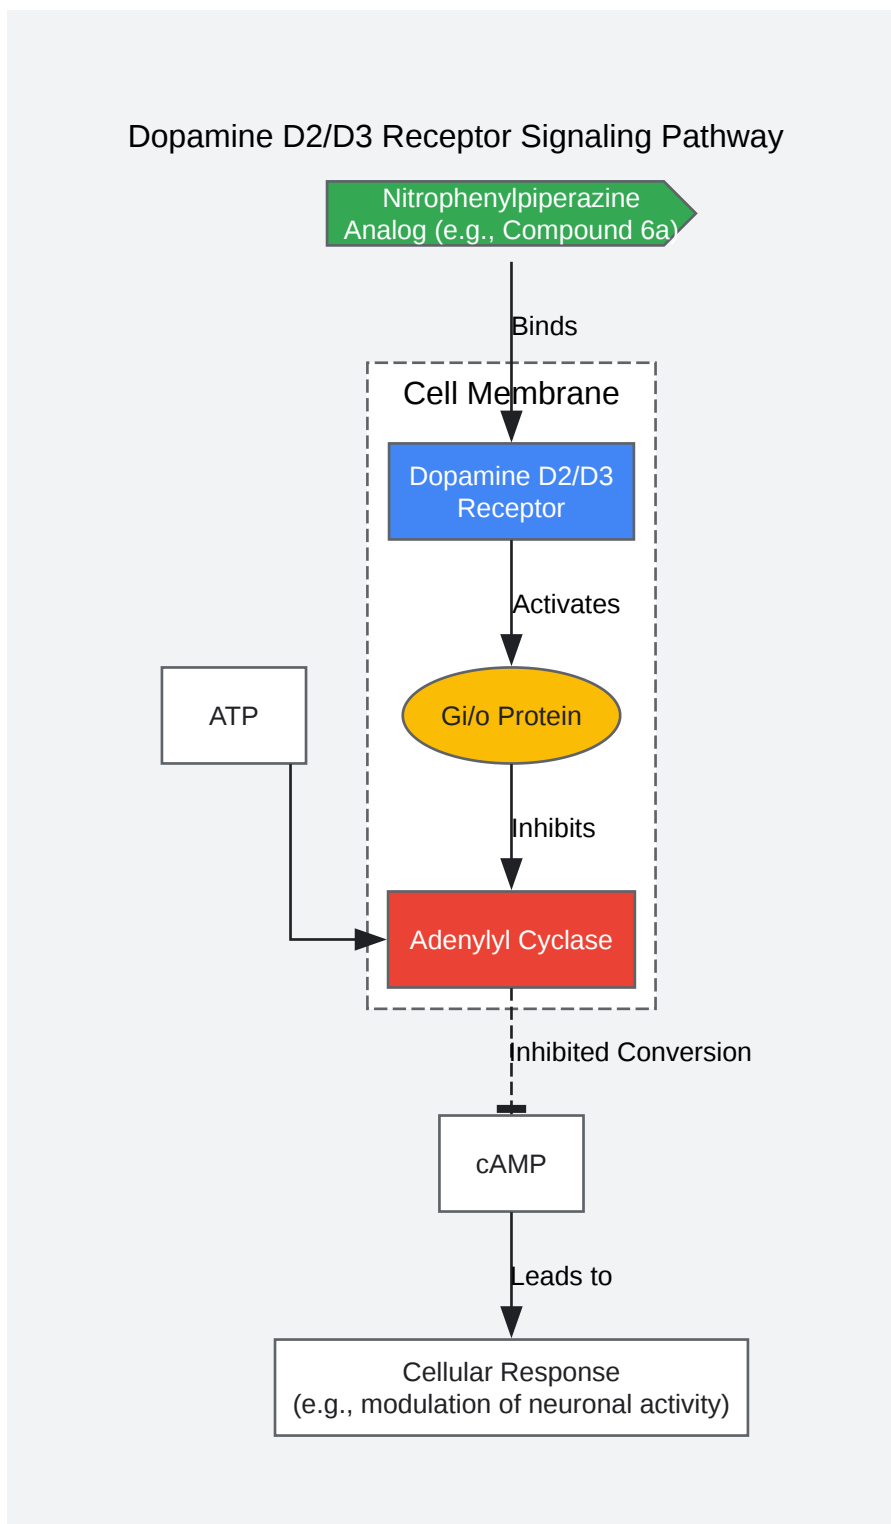 Dopamine D2/D3 Receptor Signaling Pathway
Nitrophenylpiperazine
Analog (e.g., Compound 6a)
Binds
Cell Membrane
Dopamine D2/D3
Receptor
Activates
ATP
Gi/o Protein
Inhibits
Adenylyl Cyclase
Inhibited Conversion
cAMP
Leads to
Cellular Response
(e.g., modulation of neuronal activity)